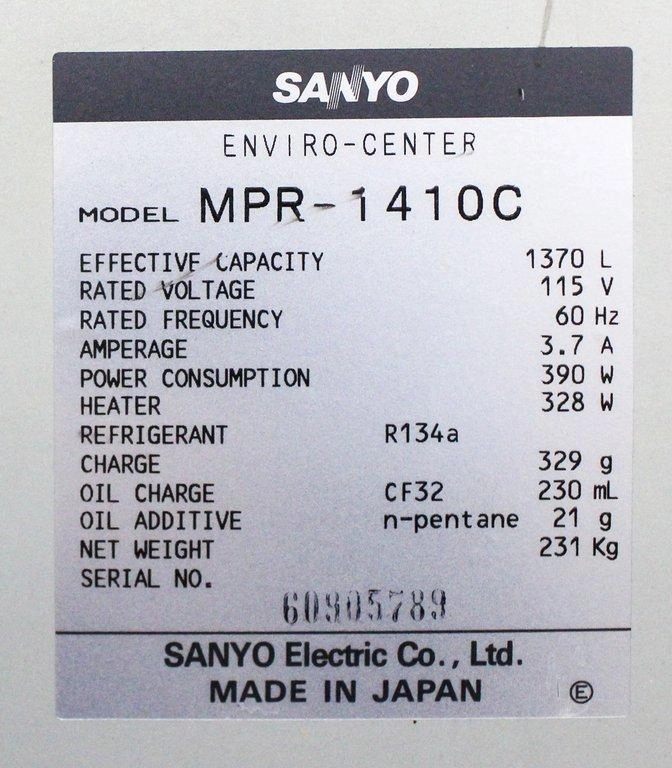 SANYO
ENVIRO-CENTER
MODEL MPR-1410C
EFFECTIVE CAPACITY 1370 L
RATED VOLTAGE 115 V
RATED FREQUENCY 60 Hz
AMPERAGE 3.7 A
POWER CONSUMPTION 390 W
HEATER 328 W
REFRIGERANT R134a
CHARGE 329 g
OIL CHARGE CF32 230 mL
OIL ADDITIVE n-pentane 21 g
NET WEIGHT 231 Kg
SERIAL NO.
60905789
SANYO Electric Co., Ltd.
MADE IN JAPAN Ⓔ